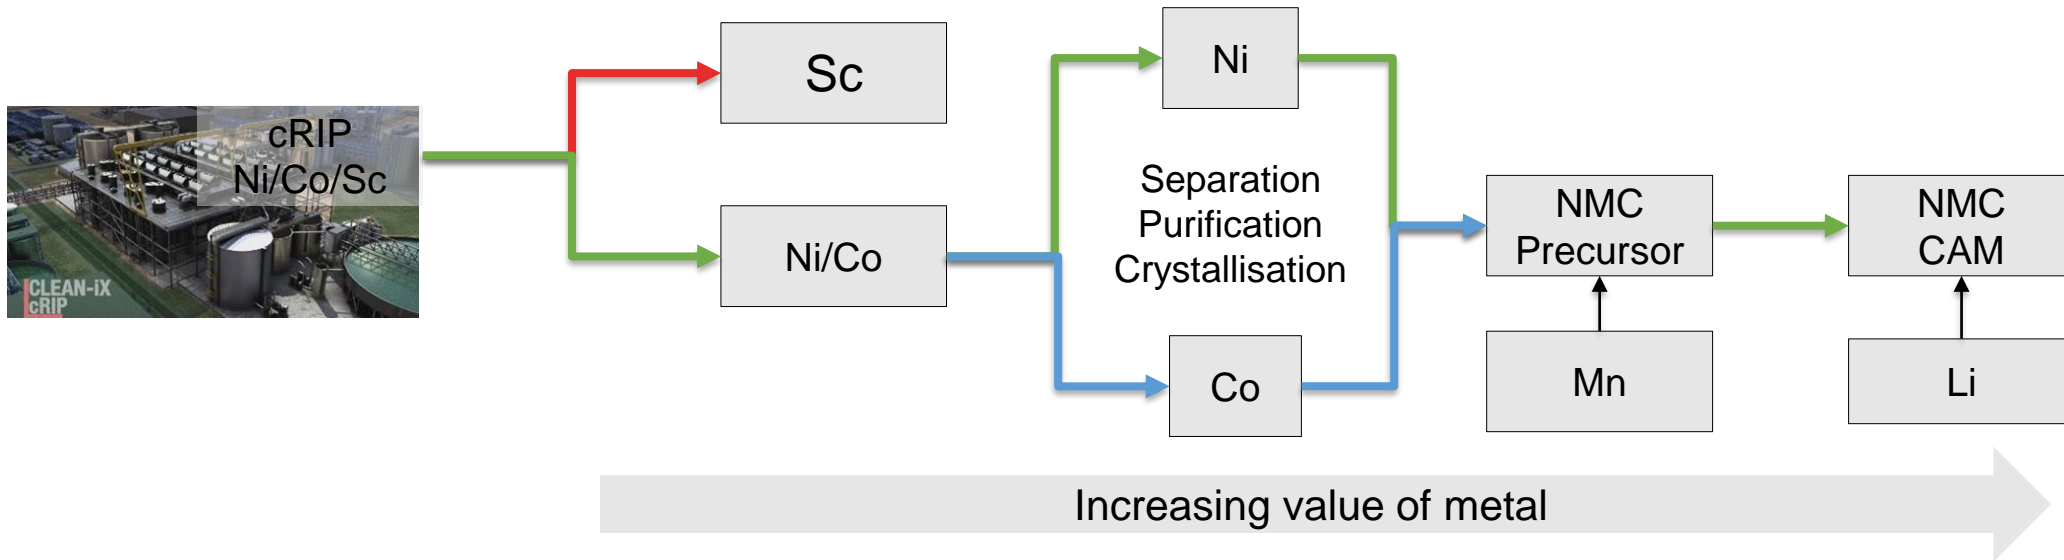 cRIP
Ni/Co/Sc
CLEAN-iX
cRIP
Sc
Ni/Co
Ni
Separation
Purification
Crystallisation
Co
NMC
Precursor
Mn
NMC
CAM
Li
Increasing value of metal